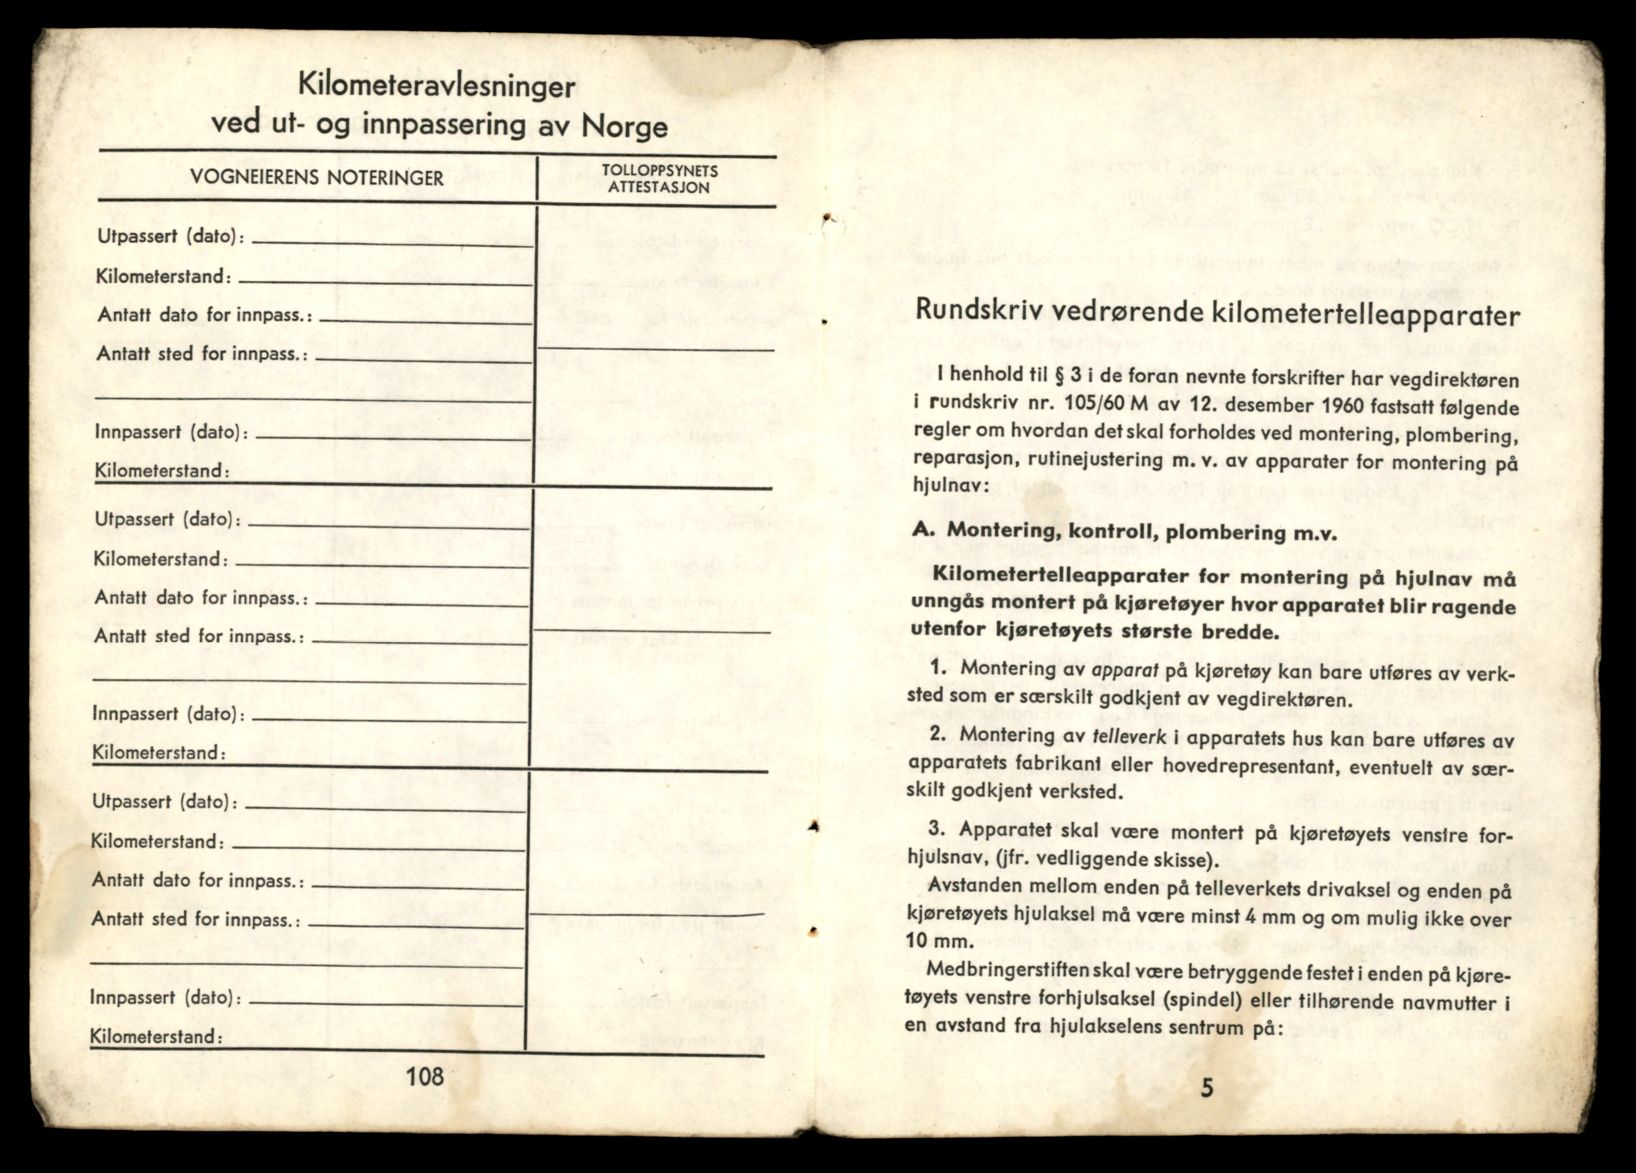 Kilometeravlesninger
ved ut- og innpassering av Norge
VOGNEIERENS NOTERINGER
TOLLOPPSYNETS
ATTESTASJON
Utpassert (dato):
Kilometerstand:
Antatt dato for innpass.:
Antatt sted for innpass.:
Innpassert (dato):
Kilometerstand:
Utpassert (dato):
Kilometerstand:
Antatt dato for innpass.:
Antatt sted for innpass.:
Innpassert (dato):
Kilometerstand:
Utpassert (dato):
Kilometerstand:
Antatt dato for innpass.:
Antatt sted for innpass.:
Innpassert (dato):
Kilometerstand:
108
Rundskriv vedrørende kilometertelleapparater
I henhold til § 3 i de foran nevnte forskrifter har vegdirektøren
i rundskriv nr. 105/60 M av 12. desember 1960 fastsatt følgende
regler om hvordan det skal forholdes ved montering, plombering,
reparasjon, rutinejustering m. v. av apparater for montering på
hjulnav:
A. Montering, kontroll, plombering m.v.
Kilometertelleapparater for montering på hjulnav må
unngås montert på kjøretøyer hvor apparatet blir ragende
utenfor kjøretøyets største bredde.
1. Montering av apparat på kjøretøy kan bare utføres av verk-
sted som er særskilt godkjent av vegdirektøren.
2. Montering av telleverk i apparatets hus kan bare utføres av
apparatets fabrikant eller hovedrepresentant, eventuelt av sær-
skilt godkjent verksted.
3. Apparatet skal være montert på kjøretøyets venstre for-
hjulsnav, (jfr. vedliggende skisse).
Avstanden mellom enden på telleverkets drivaksel og enden på
kjøretøyets hjulaksel må være minst 4 mm og om mulig ikke over
10 mm.
Medbringerstiften skal være betryggende festet i enden på kjøre-
tøyets venstre forhjulsaksel (spindel) eller tilhørende navmutter i
en avstand fra hjulakselens sentrum på:
5